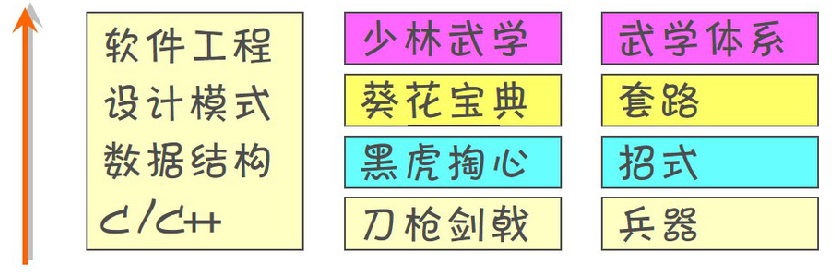 软件工程
设计模式
数据结构
C/C++
少林武学
葵花宝典
黑虎掏心
刀枪剑戟
武学体系
套路
招式
兵器